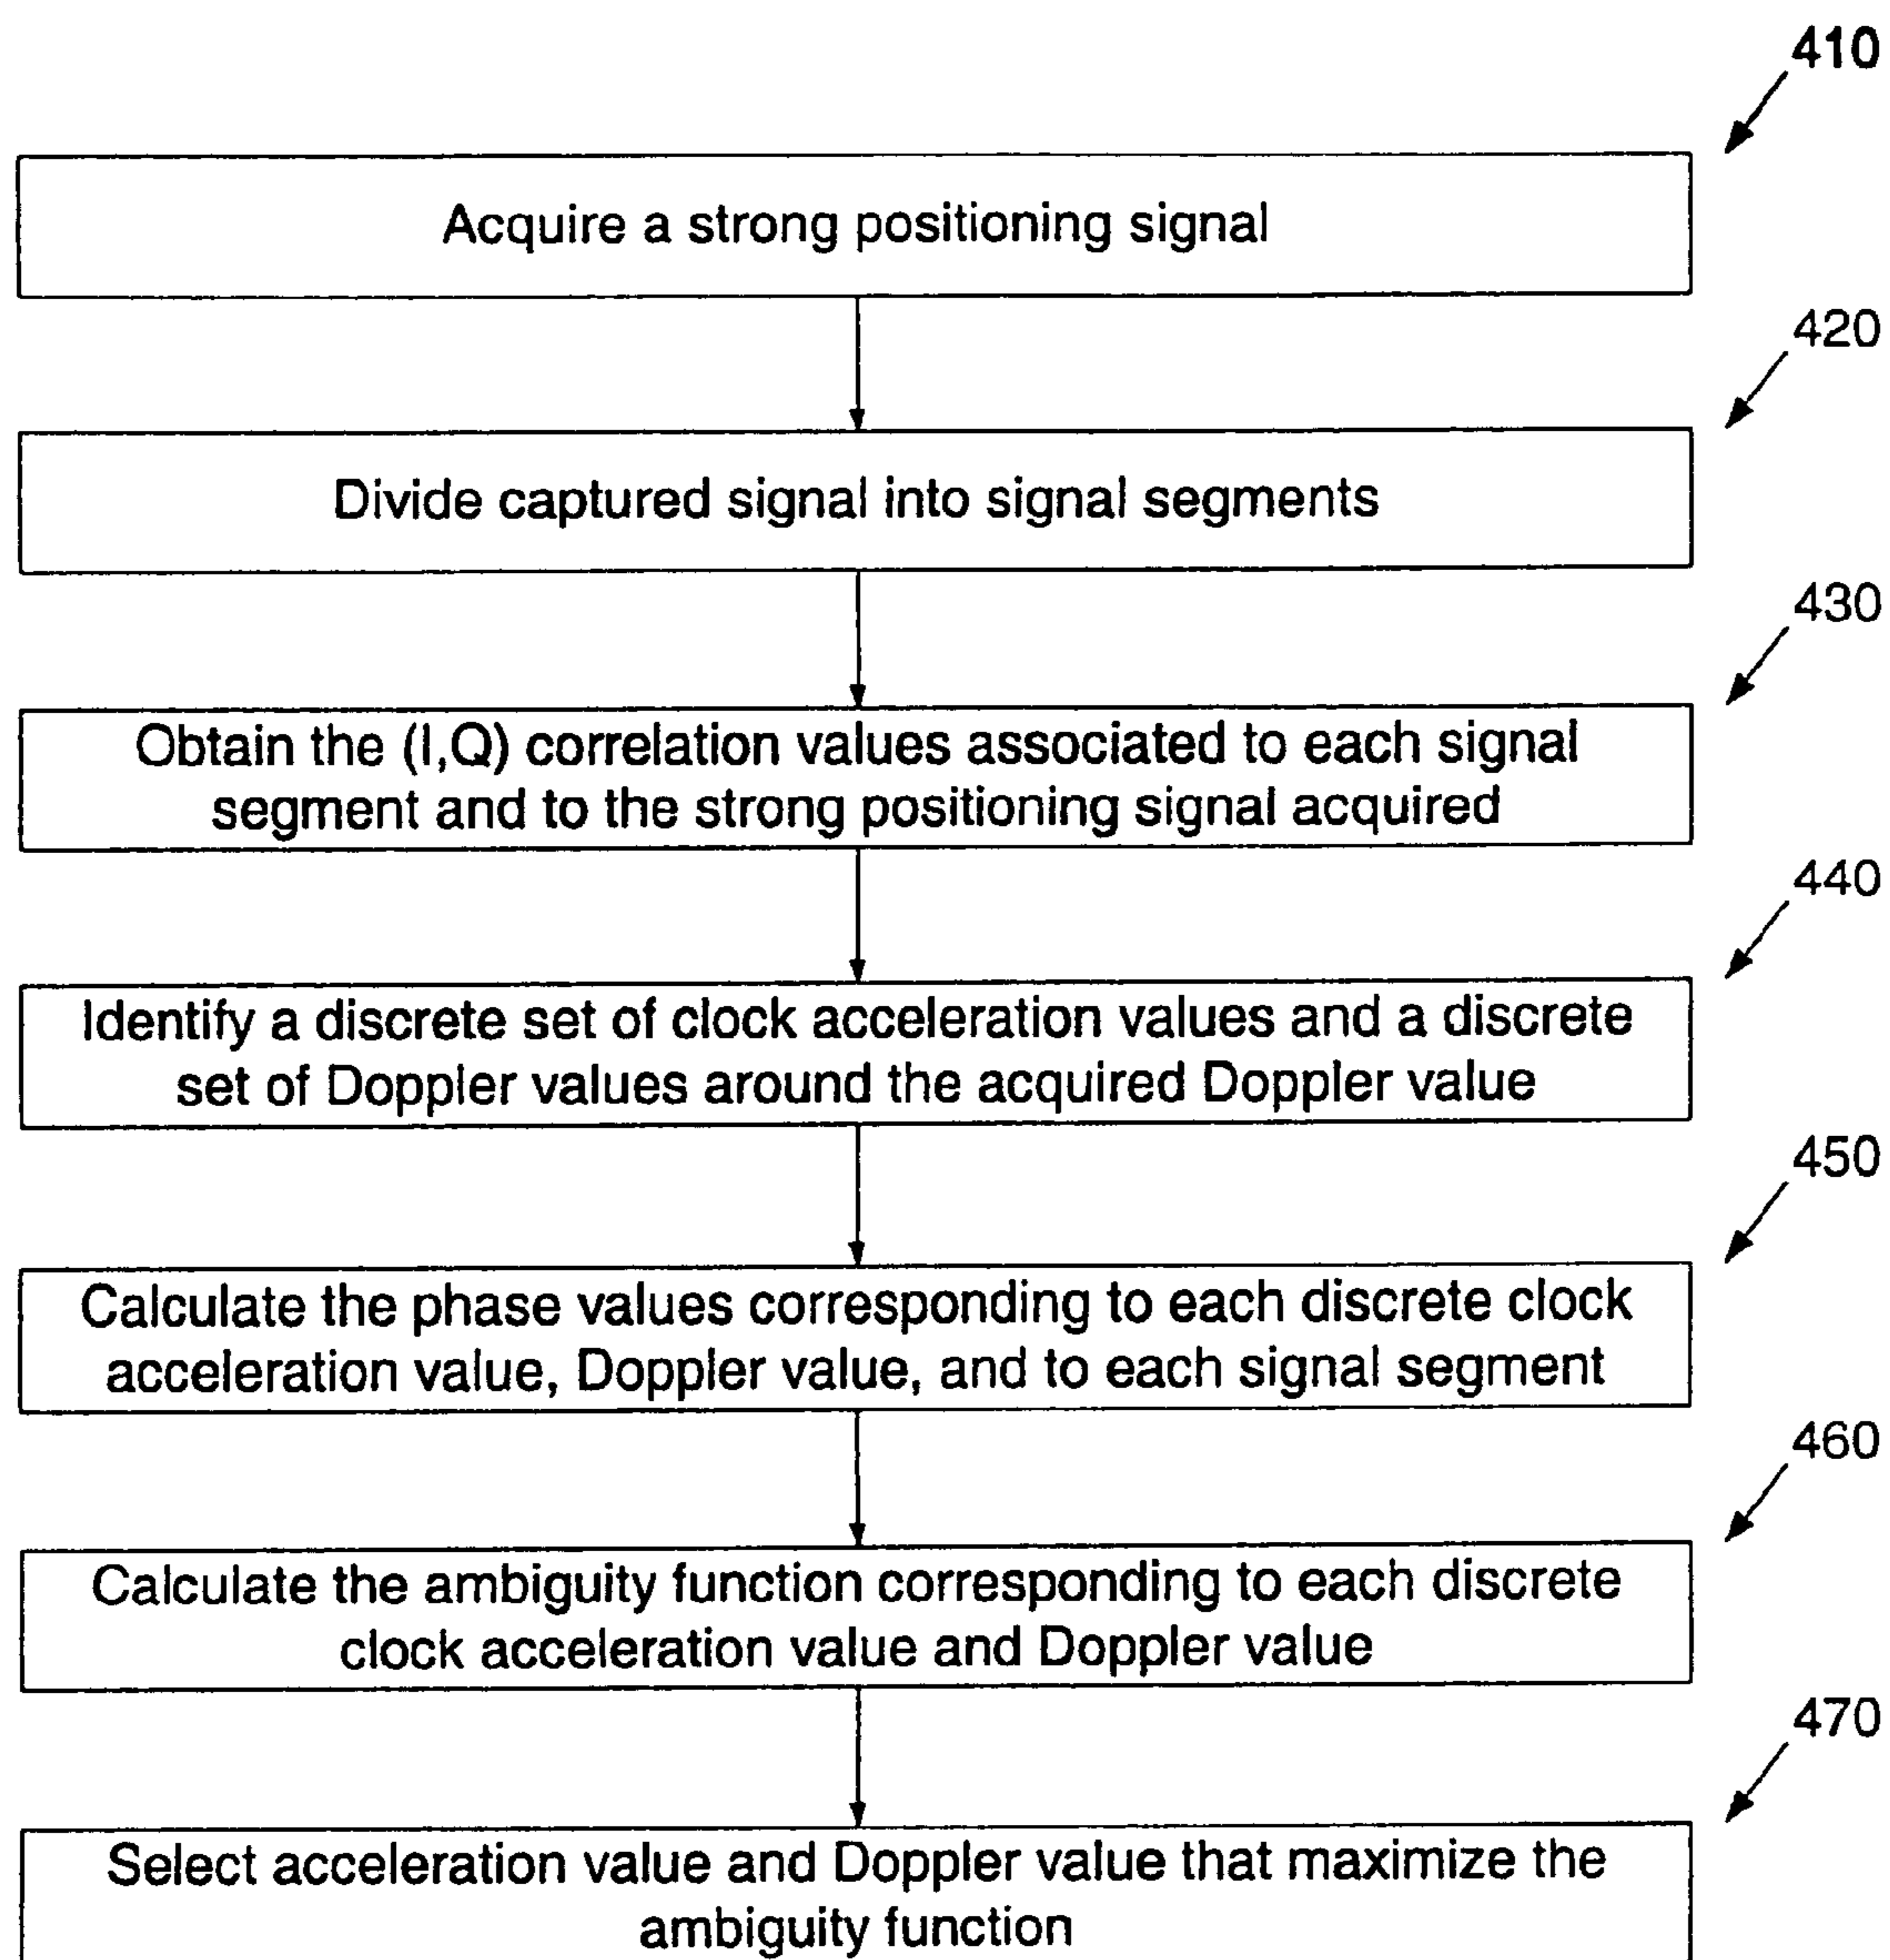 410
Acquire a strong positioning signal
420
Divide captured signal into signal segments
430
Obtain the (I,Q) correlation values associated to each signal
segment and to the strong positioning signal acquired
440
Identify a discrete set of clock acceleration values and a discrete
set of Doppler values around the acquired Doppler value
450
Calculate the phase values corresponding to each discrete clock
acceleration value, Doppler value, and to each signal segment
460
Calculate the ambiguity function corresponding to each discrete
clock acceleration value and Doppler value
470
Select acceleration value and Doppler value that maximize the
ambiguity function